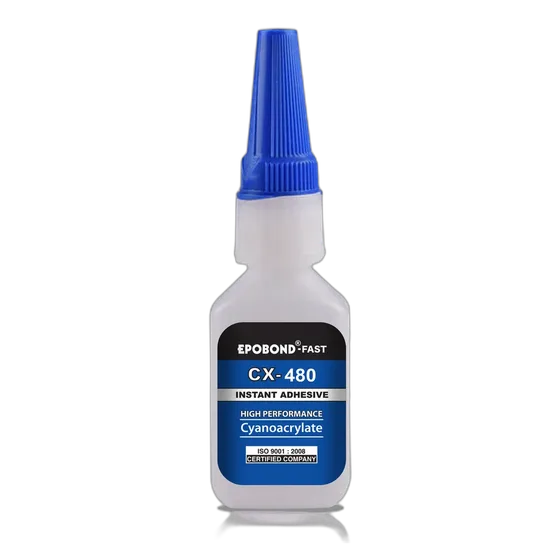 EPOBOND®-FAST
CX-480
INSTANT ADHESIVE
HIGH PERFORMANCE
Cyanoacrylate
ISO 9001 : 2008
CERTIFIED COMPANY